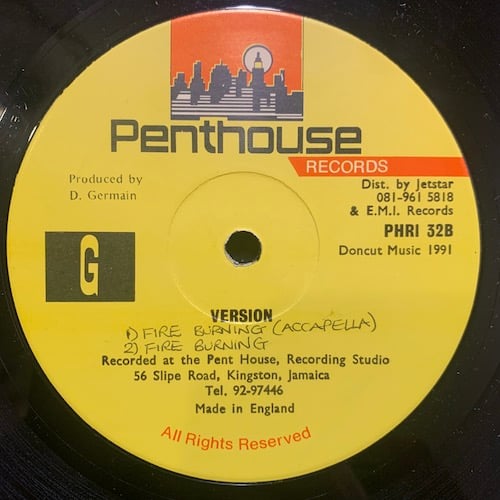 Penthouse
RECORDS
Produced by
D. Germain
Dist. by Jetstar
081-961 5818
& E.M.I. Records
PHRI 32B
Doncut Music 1991
G
VERSION
1) FIRE BURNING (ACCAPELLA)
2) FIRE BURNING
Recorded at the Pent House, Recording Studio
56 Slipe Road, Kingston, Jamaica
Tel. 92-97446
Made in England
All Rights Reserved